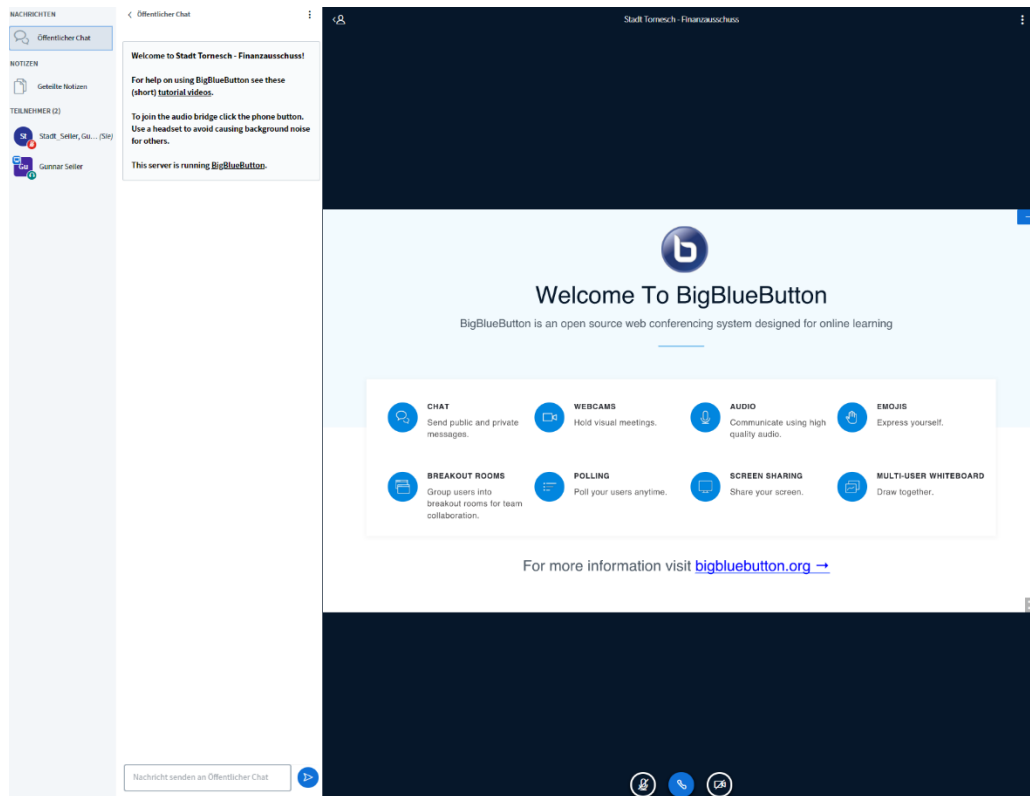 NACHRICHTEN
Öffentlicher Chat
NOTIZEN
Geteilte Notizen
TEILNEHMER (2)
St
Stadt_Seiler, Gu... (Sie)
Gu
Gunnar Seiler
Öffentlicher Chat
Welcome to Stadt Tornesch - Finanzausschuss!
For help on using BigBlueButton see these
(short) tutorial videos.
To join the audio bridge click the phone button.
Use a headset to avoid causing background noise
for others.
This server is running BigBlueButton.
Nachricht senden an Öffentlicher Chat
Stadt Tornesch - Finanzausschuss
b
Welcome To BigBlueButton
BigBlueButton is an open source web conferencing system designed for online learning
CHAT
Send public and private
messages.
WEBCAMS
Hold visual meetings.
AUDIO
Communicate using high
quality audio.
EMOJIS
Express yourself.
BREAKOUT ROOMS
Group users into
breakout rooms for team
collaboration.
POLLING
Poll your users anytime.
SCREEN SHARING
Share your screen.
MULTI-USER WHITEBOARD
Draw together.
For more information visit bigbluebutton.org →